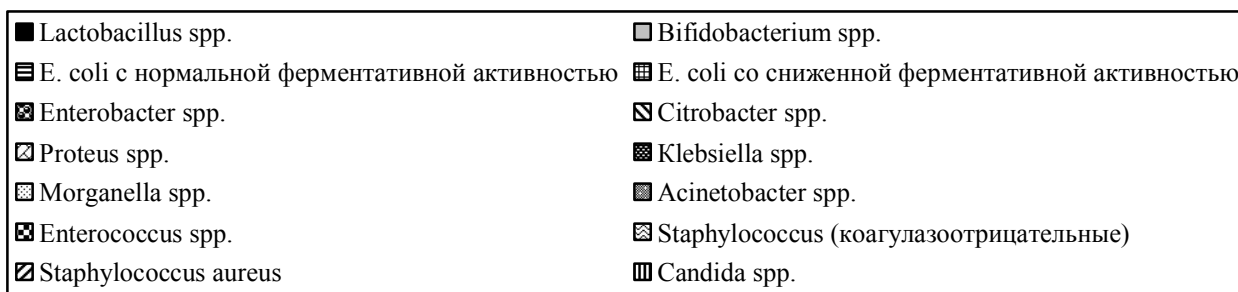 Lactobacillus spp. Bifidobacterium spp.
E. coli с нормальной ферментативной активностью E. coli со сниженной ферментативной активностью
Enterobacter spp. Citrobacter spp.
Proteus spp. Klebsiella spp.
Morganella spp. Acinetobacter spp.
Enterococcus spp. Staphylococcus (коагулазоотрицательные)
Staphylococcus aureus Candida spp.